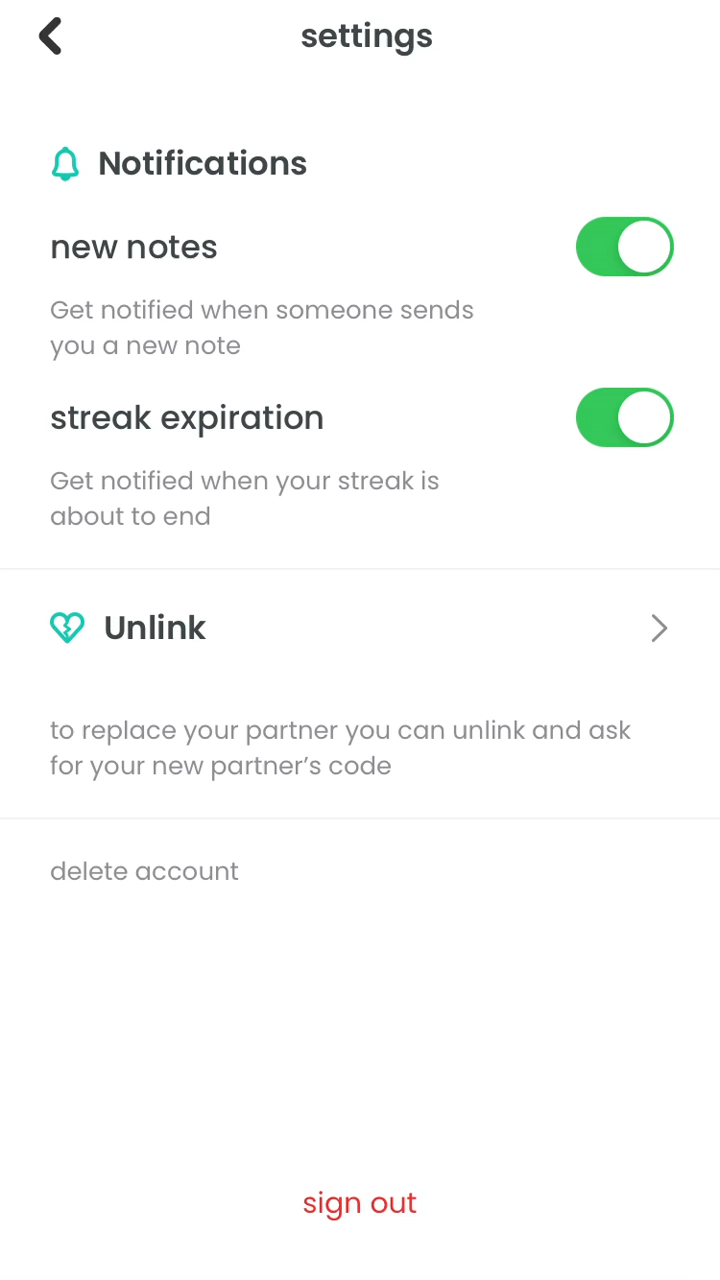 settings
Notifications
new notes
Get notified when someone sends
you a new note
streak expiration
Get notified when your streak is
about to end
Unlink
to replace your partner you can unlink and ask
for your new partner’s code
delete account
sign out